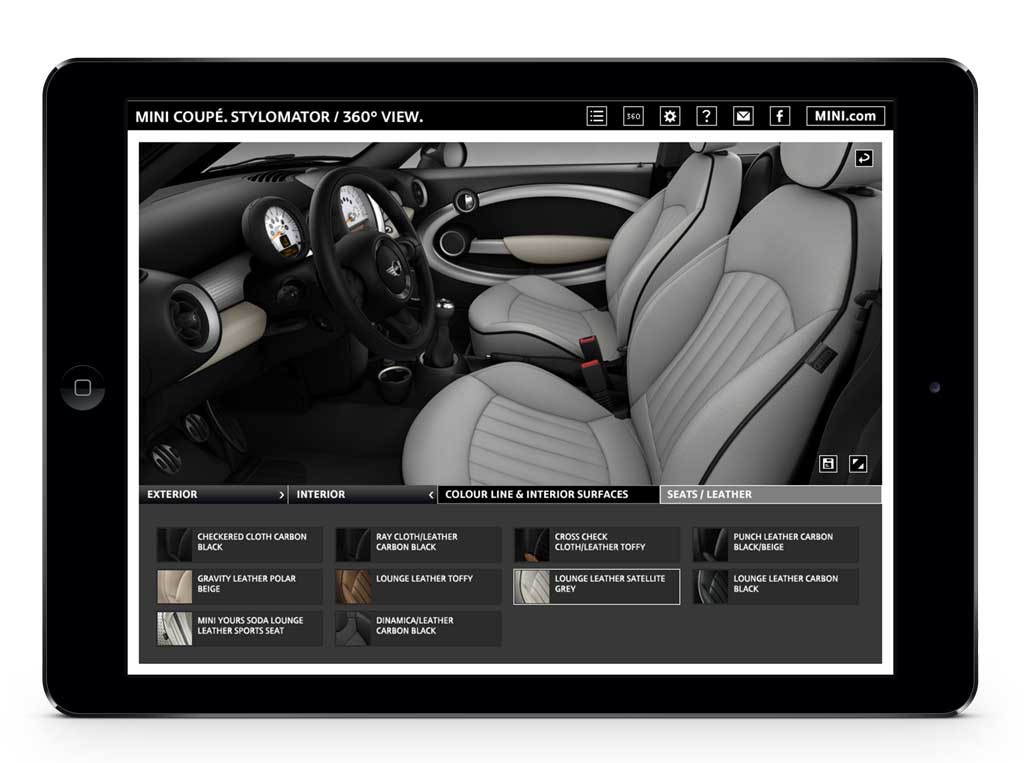 MINI COUPÉ. STYLOMATOR / 360° VIEW.
360
?
f
MINI.com
EXTERIOR >
INTERIOR <
COLOUR LINE & INTERIOR SURFACES
SEATS / LEATHER
CHECKERED CLOTH CARBON
BLACK
RAY CLOTH/LEATHER
CARBON BLACK
CROSS CHECK
CLOTH/LEATHER TOFFY
PUNCH LEATHER CARBON
BLACK/BEIGE
GRAVITY LEATHER POLAR
BEIGE
LOUNGE LEATHER TOFFY
LOUNGE LEATHER SATELLITE
GREY
LOUNGE LEATHER CARBON
BLACK
MINI YOURS SODA LOUNGE
LEATHER SPORTS SEAT
DINAMICA/LEATHER
CARBON BLACK